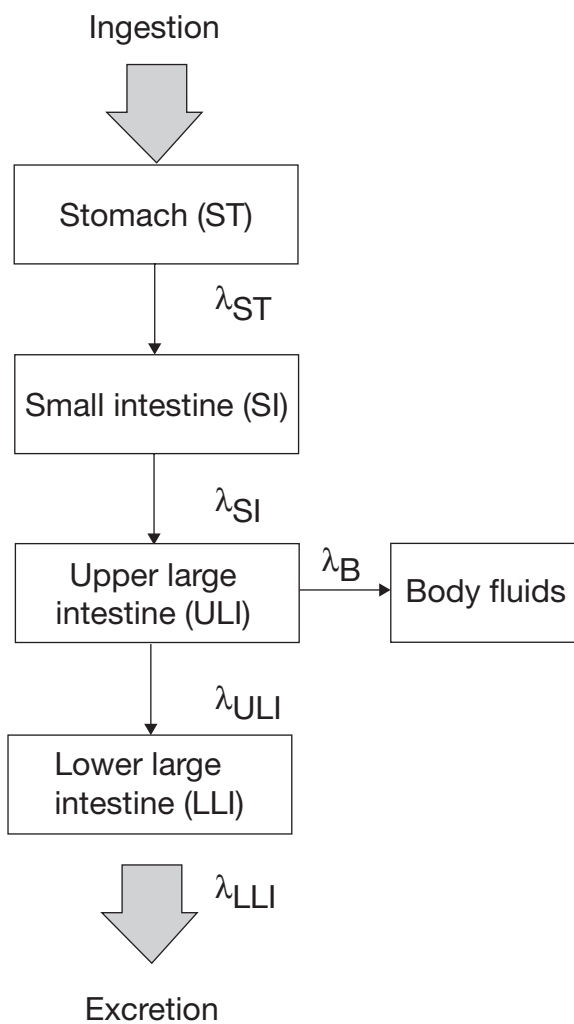 Ingestion
Stomach (ST)
λST
Small intestine (SI)
λSI
Upper large
intestine (ULI)
λB
Body fluids
λULI
Lower large
intestine (LLI)
λLLI
Excretion